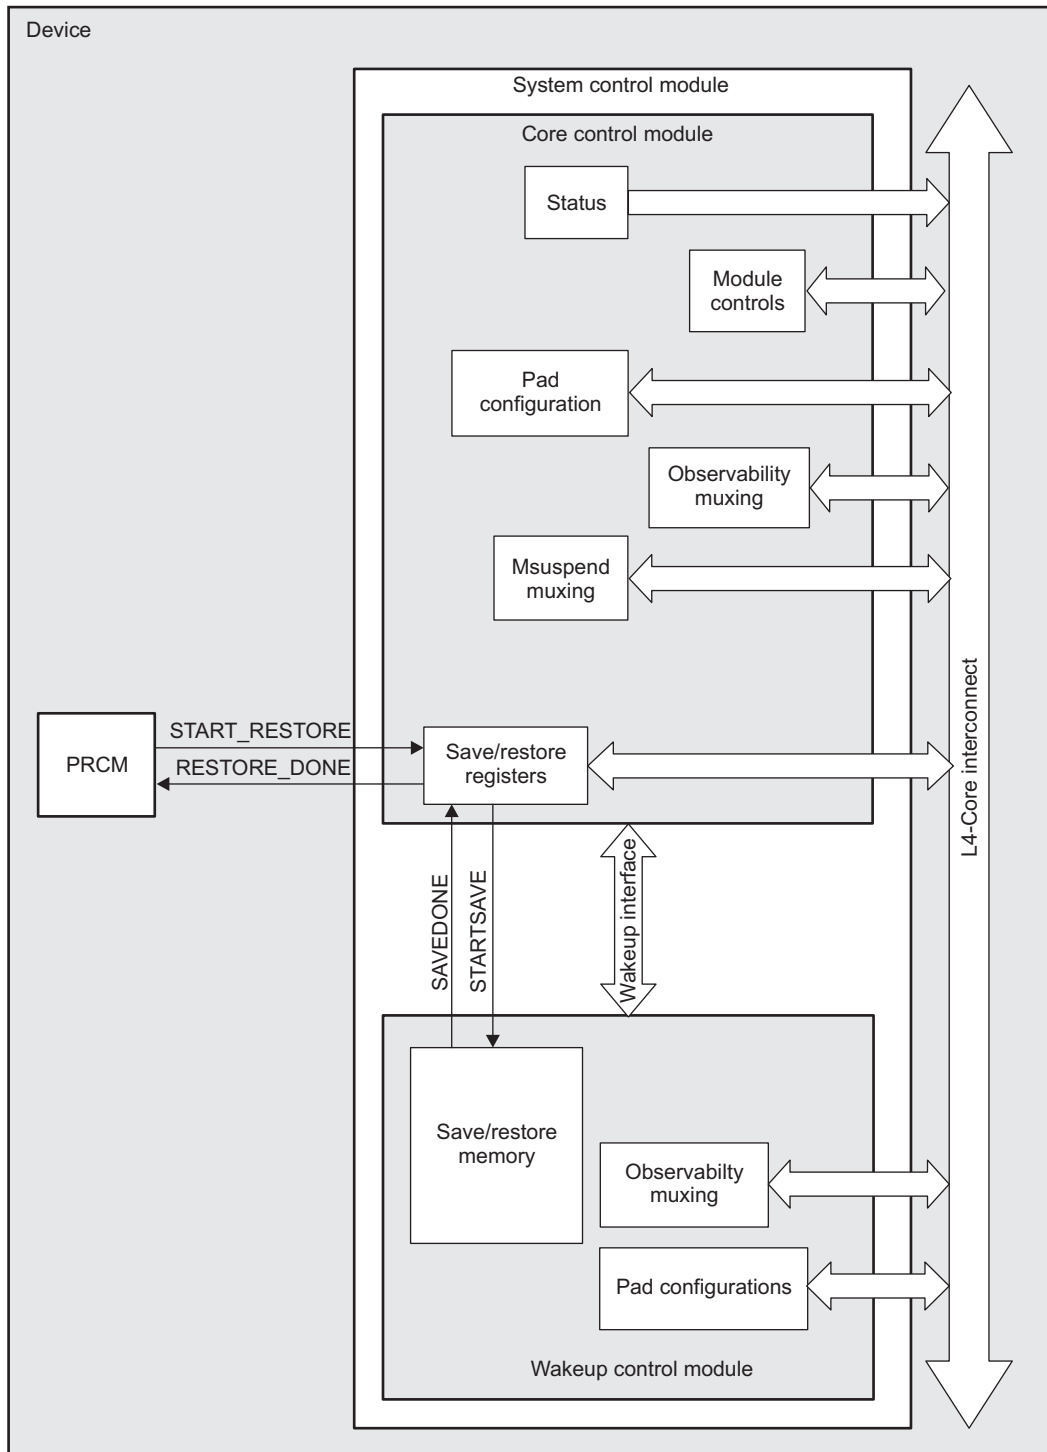 Device
System control module
Core control module
Status
Module
controls
Pad
configuration
Observability
muxing
Msuspend
muxing
START_RESTORE
PRCM
RESTORE_DONE
Save/restore
registers
L4-Core interconnect
SAVEDONE
STARTSAVE
Wakeup interface
Save/restore
memory
Observabilty
muxing
Pad configurations
Wakeup control module